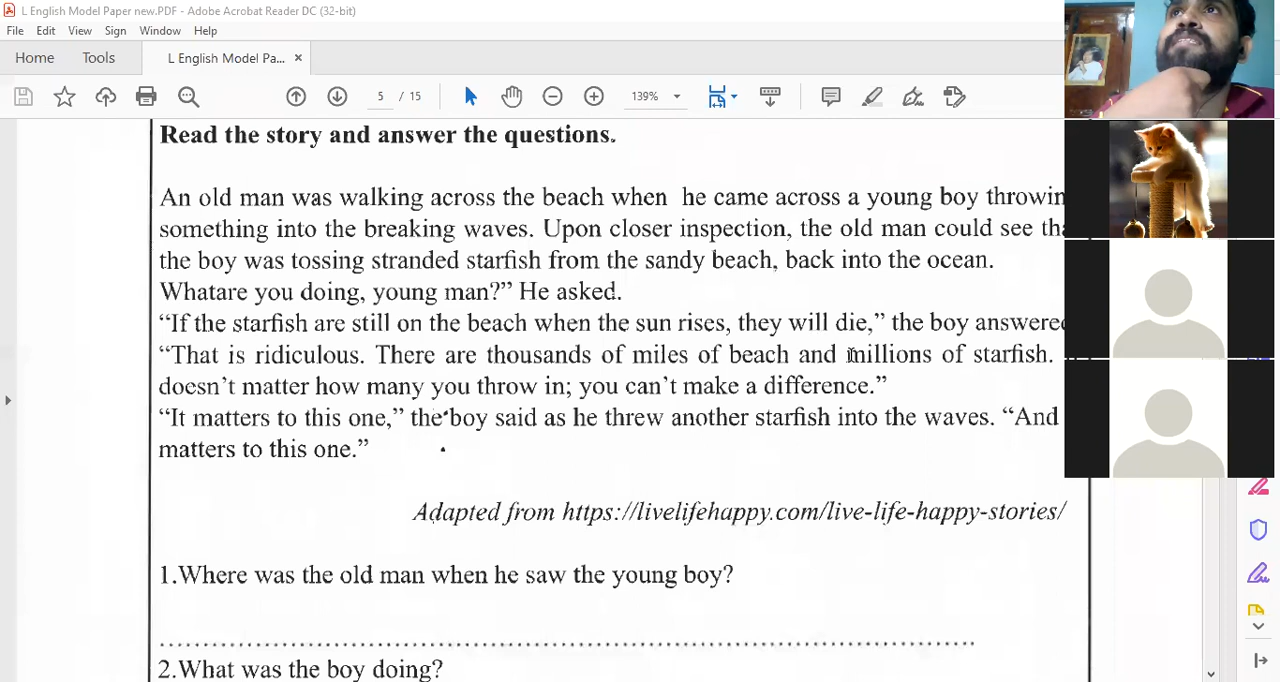 L English Model Paper new.PDF - Adobe Acrobat Reader DC (32-bit)
File Edit View Sign Window Help
Home Tools L English Model Pa... ×
5 / 15 139%
Read the story and answer the questions.
An old man was walking across the beach when he came across a young boy throwin
something into the breaking waves. Upon closer inspection, the old man could see tha
the boy was tossing stranded starfish from the sandy beach, back into the ocean.
Whatare you doing, young man?” He asked.
“If the starfish are still on the beach when the sun rises, they will die,” the boy answered
“That is ridiculous. There are thousands of miles of beach and millions of starfish.
doesn’t matter how many you throw in; you can’t make a difference.”
“It matters to this one,” the boy said as he threw another starfish into the waves. “And
matters to this one.”
Adapted from https://livelifehappy.com/live-life-happy-stories/
1.Where was the old man when he saw the young boy?
2.What was the boy doing?